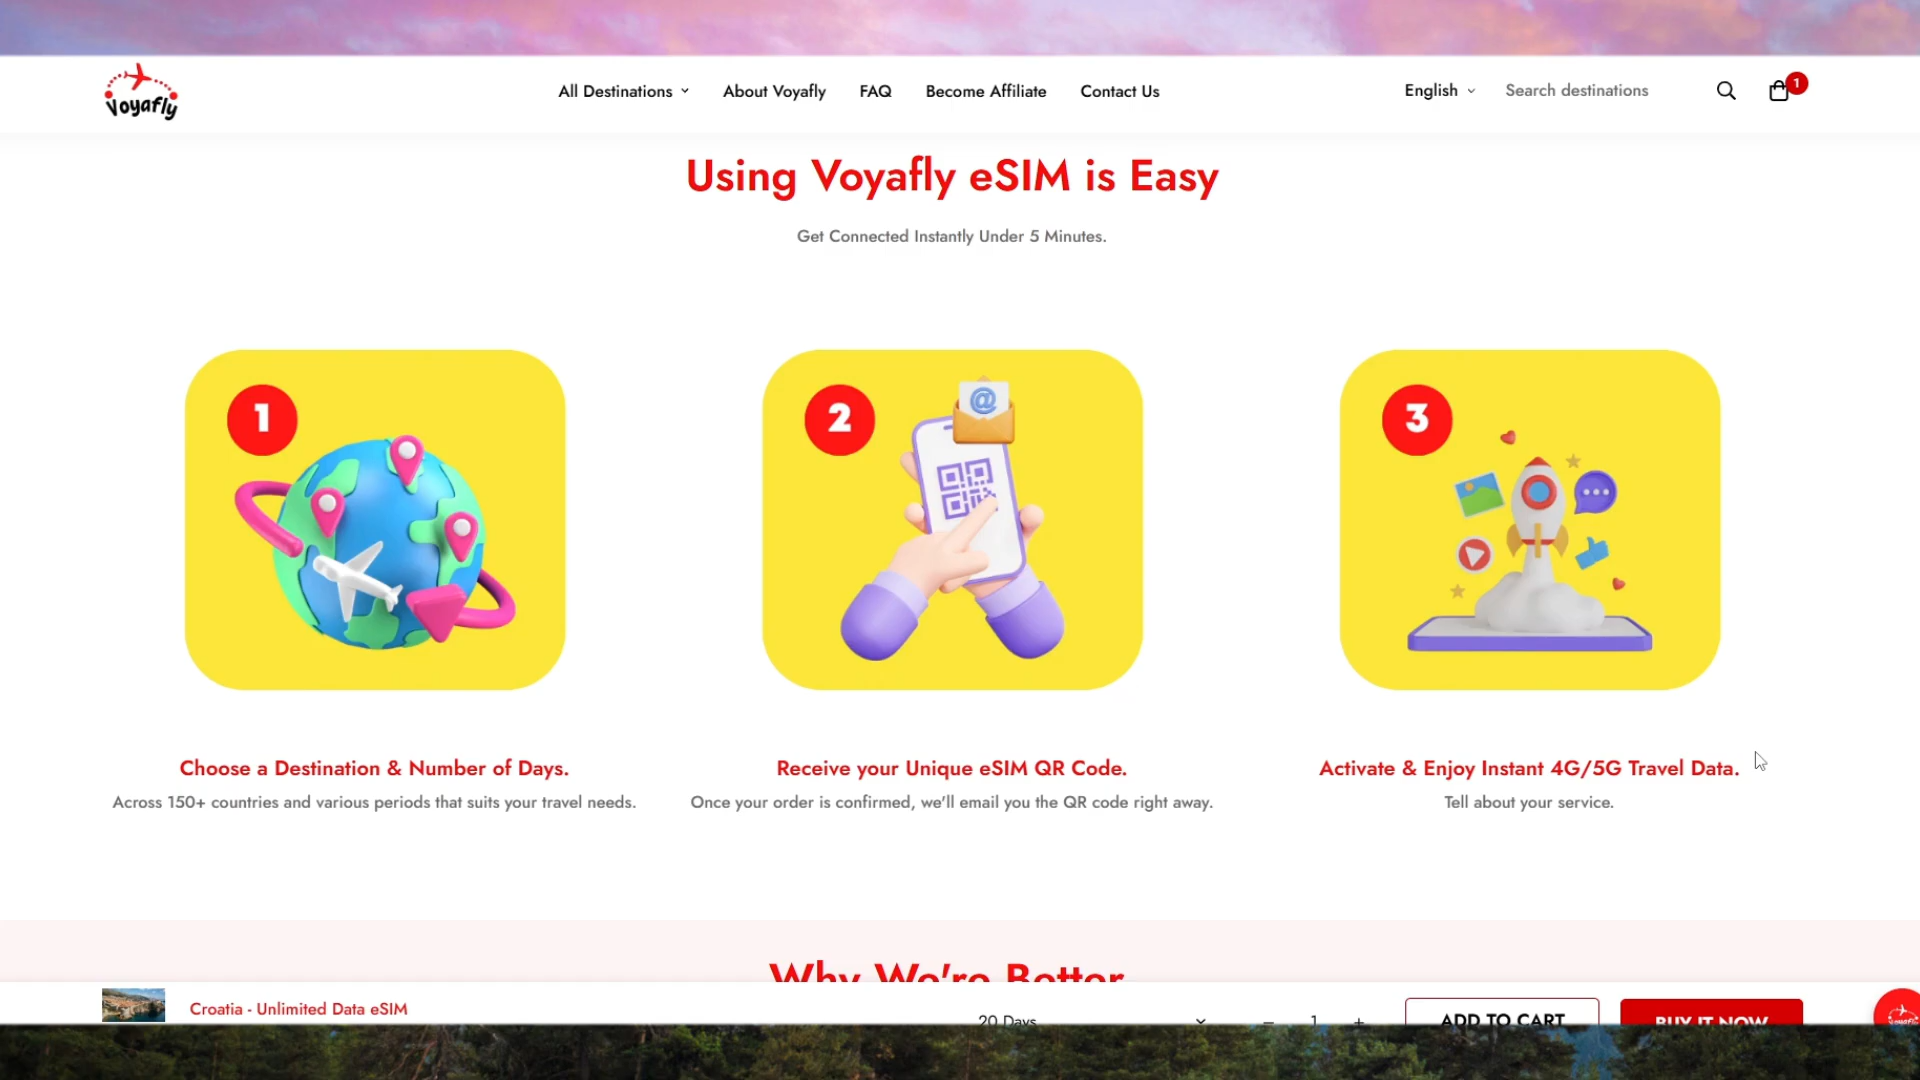 Voyafly
All Destinations
About Voyafly
FAQ
Become Affiliate
Contact Us
English
Search destinations
1
Using Voyafly eSIM is Easy
Get Connected Instantly Under 5 Minutes.
1
2
@
3
Choose a Destination & Number of Days.
Across 150+ countries and various periods that suits your travel needs.
Receive your Unique eSIM QR Code.
Once your order is confirmed, we'll email you the QR code right away.
Activate & Enjoy Instant 4G/5G Travel Data.
Tell about your service.
Why We're Better
Croatia - Unlimited Data eSIM
20 Days
− 1 +
ADD TO CART
BUY IT NOW